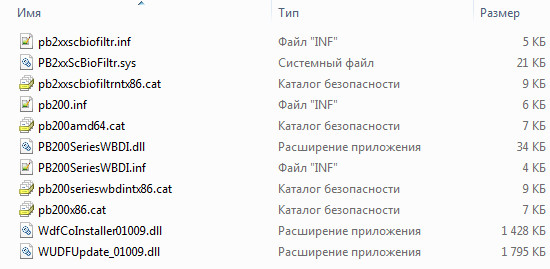 Имя Тип Размер
pb2xxscbiofiltr.inf Файл "INF" 5 КБ
PB2xxScBioFiltr.sys Системный файл 21 КБ
pb2xxscbiofiltrntx86.cat Каталог безопасности 9 КБ
pb200.inf Файл "INF" 6 КБ
pb200amd64.cat Каталог безопасности 7 КБ
PB200SeriesWBDI.dll Расширение приложения 34 КБ
PB200SeriesWBDI.inf Файл "INF" 4 КБ
pb200serieswbdintx86.cat Каталог безопасности 9 КБ
pb200x86.cat Каталог безопасности 7 КБ
WdfCoInstaller01009.dll Расширение приложения 1 428 КБ
WUDFUpdate_01009.dll Расширение приложения 1 795 КБ